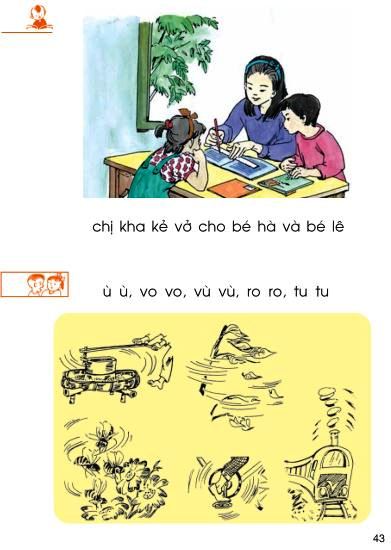 chị kha kẻ vở cho bé hà và bé lê
ù ù, vo vo, vù vù, ro ro, tu tu
43